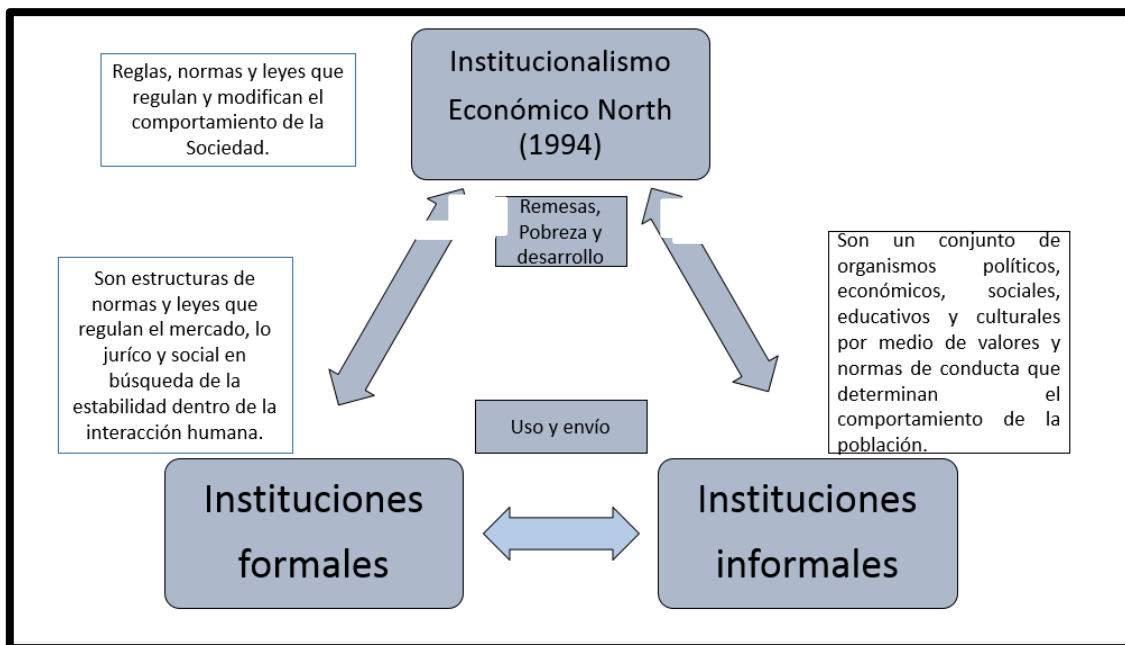 Reglas, normas y leyes que
regulan y modifican el
comportamiento de la
Sociedad.
Institucionalismo
Económico North
(1994)
Remesas,
Pobreza y
desarrollo
Son estructuras de
normas y leyes que
regulan el mercado, lo
juríco y social en
búsqueda de la
estabilidad dentro de la
interacción humana.
Son un conjunto de
organismos políticos,
económicos, sociales,
educativos y culturales
por medio de valores y
normas de conducta que
determinan el
comportamiento de la
población.
Uso y envío
Instituciones
formales
Instituciones
informales